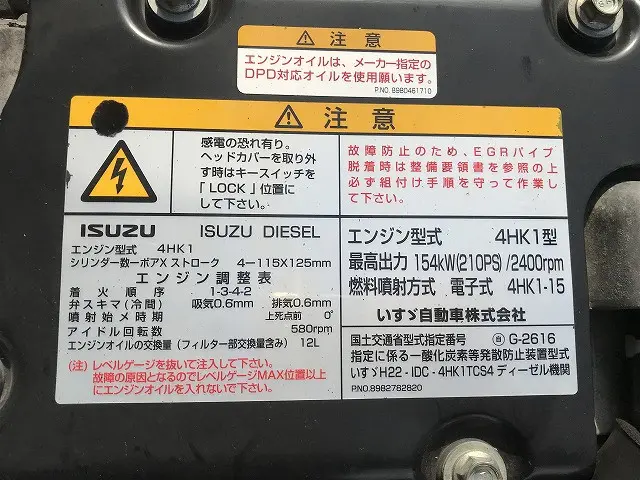 注意
エンジンオイルは、メーカー指定の
DPD対応オイルを使用願います。
P.NO. 8980461710
注意
感電の恐れ有り。
ヘッドカバーを取り外
す時はキースイッチを
「LOCK」位置に
して下さい。
故障防止のため、EGRパイプ
脱着時は整備要領書を参照の上
必ず組付け手順を守って作業し
て下さい。
ISUZU ISUZU DIESEL
エンジン型式 4HK1
シリンダー数ーボアX ストローク 4ー115X125mm
エンジン調整表
着火順序 1-3-4-2
弁スキマ(冷間) 吸気0.6mm 排気0.6mm
噴射始メ時期 上死点前 0°
アイドル回転数 580rpm
エンジンオイルの交換量(フィルター部交換量含み) 12L
(注)レベルゲージを抜いて注入して下さい。
故障の原因となるのでレベルゲージMAX位置以上
にエンジンオイルを入れないで下さい。
エンジン型式 4HK1型
最高出力 154kW(210PS)/2400rpm
燃料噴射方式 電子式 4HK1-15
いすゞ自動車株式会社
国土交通省型式指定番号 自 G-2616
指定に係る一酸化炭素等発散防止装置型式
いすゞH22-IDC-4HK1TCS4 ディーゼル機関
P.NO.8982782820